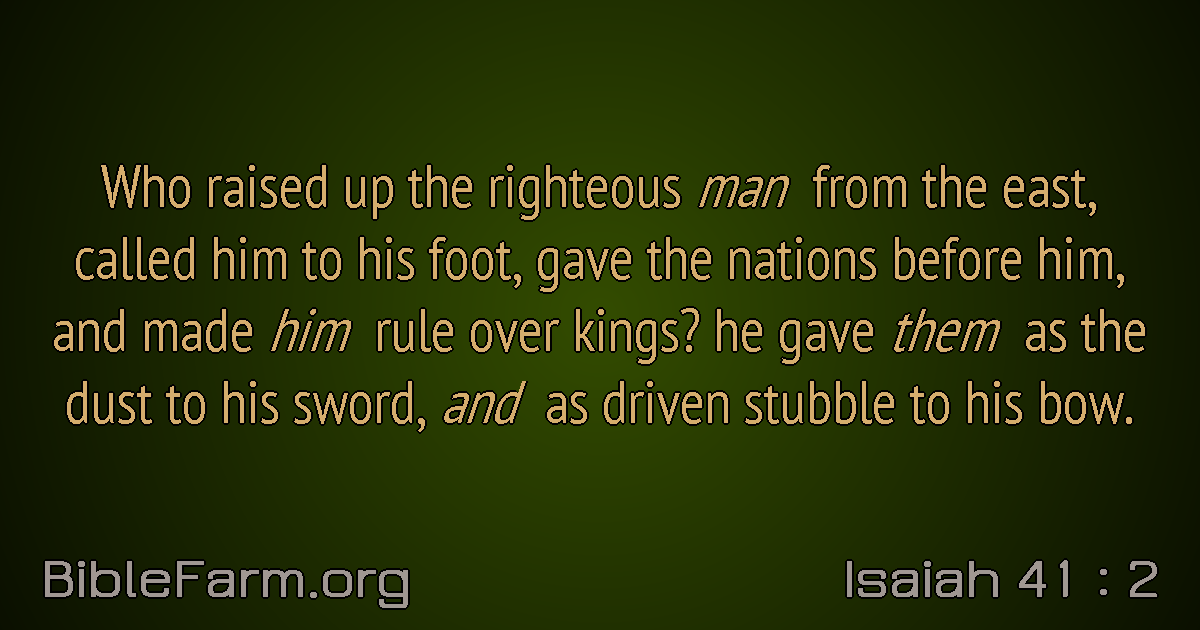 Who raised up the righteous man from the east,
called him to his foot, gave the nations before him,
and made him rule over kings? he gave them as the
dust to his sword, and as driven stubble to his bow.
BibleFarm.org
Isaiah 41 : 2